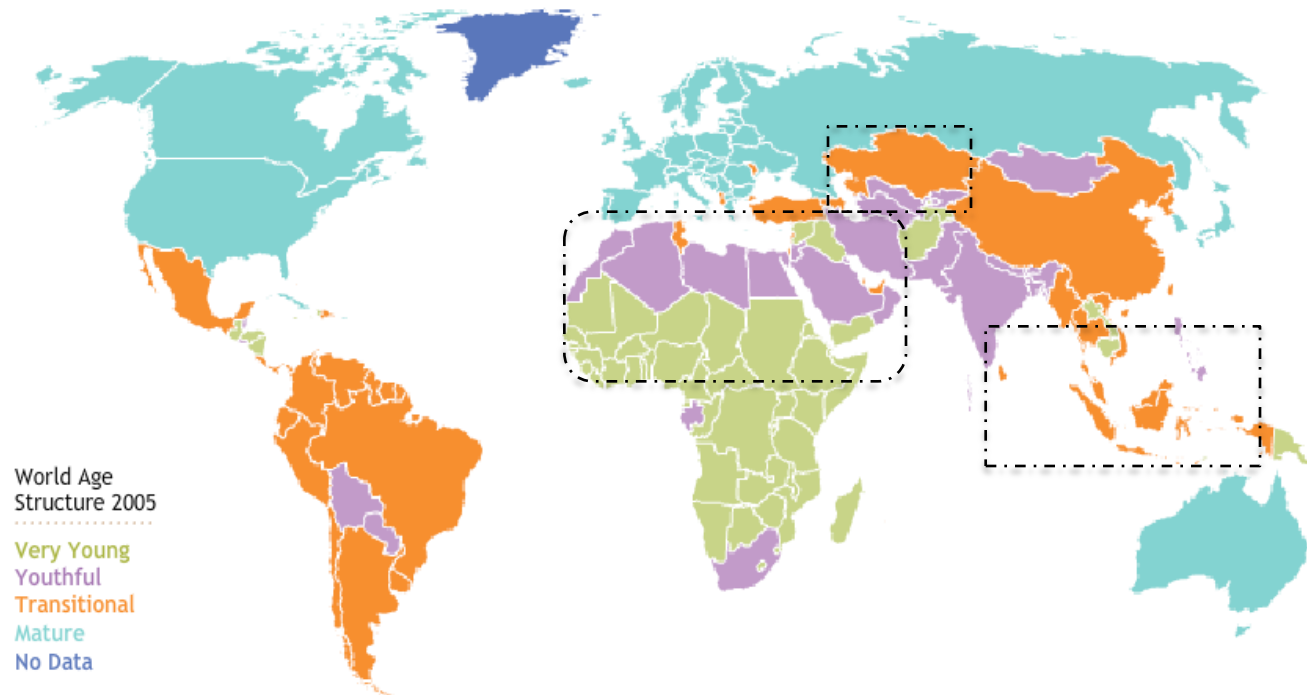 World Age
Structure 2005
Very Young
Youthful
Transitional
Mature
No Data